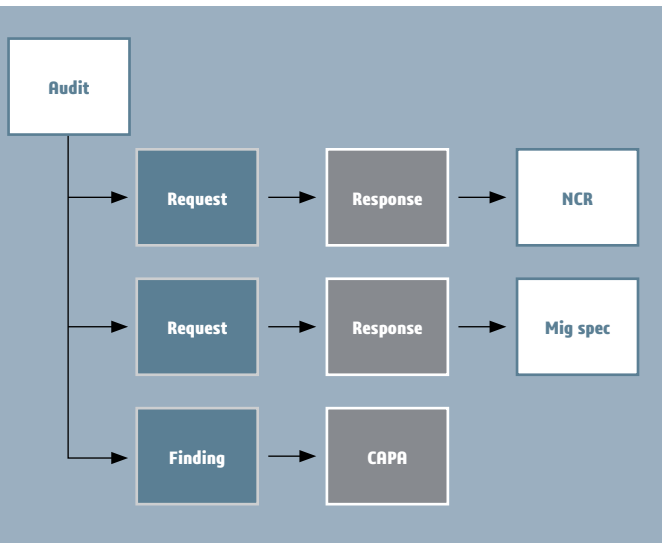 Audit
Request
Response
NCR
Request
Response
Mig spec
Finding
CAPA